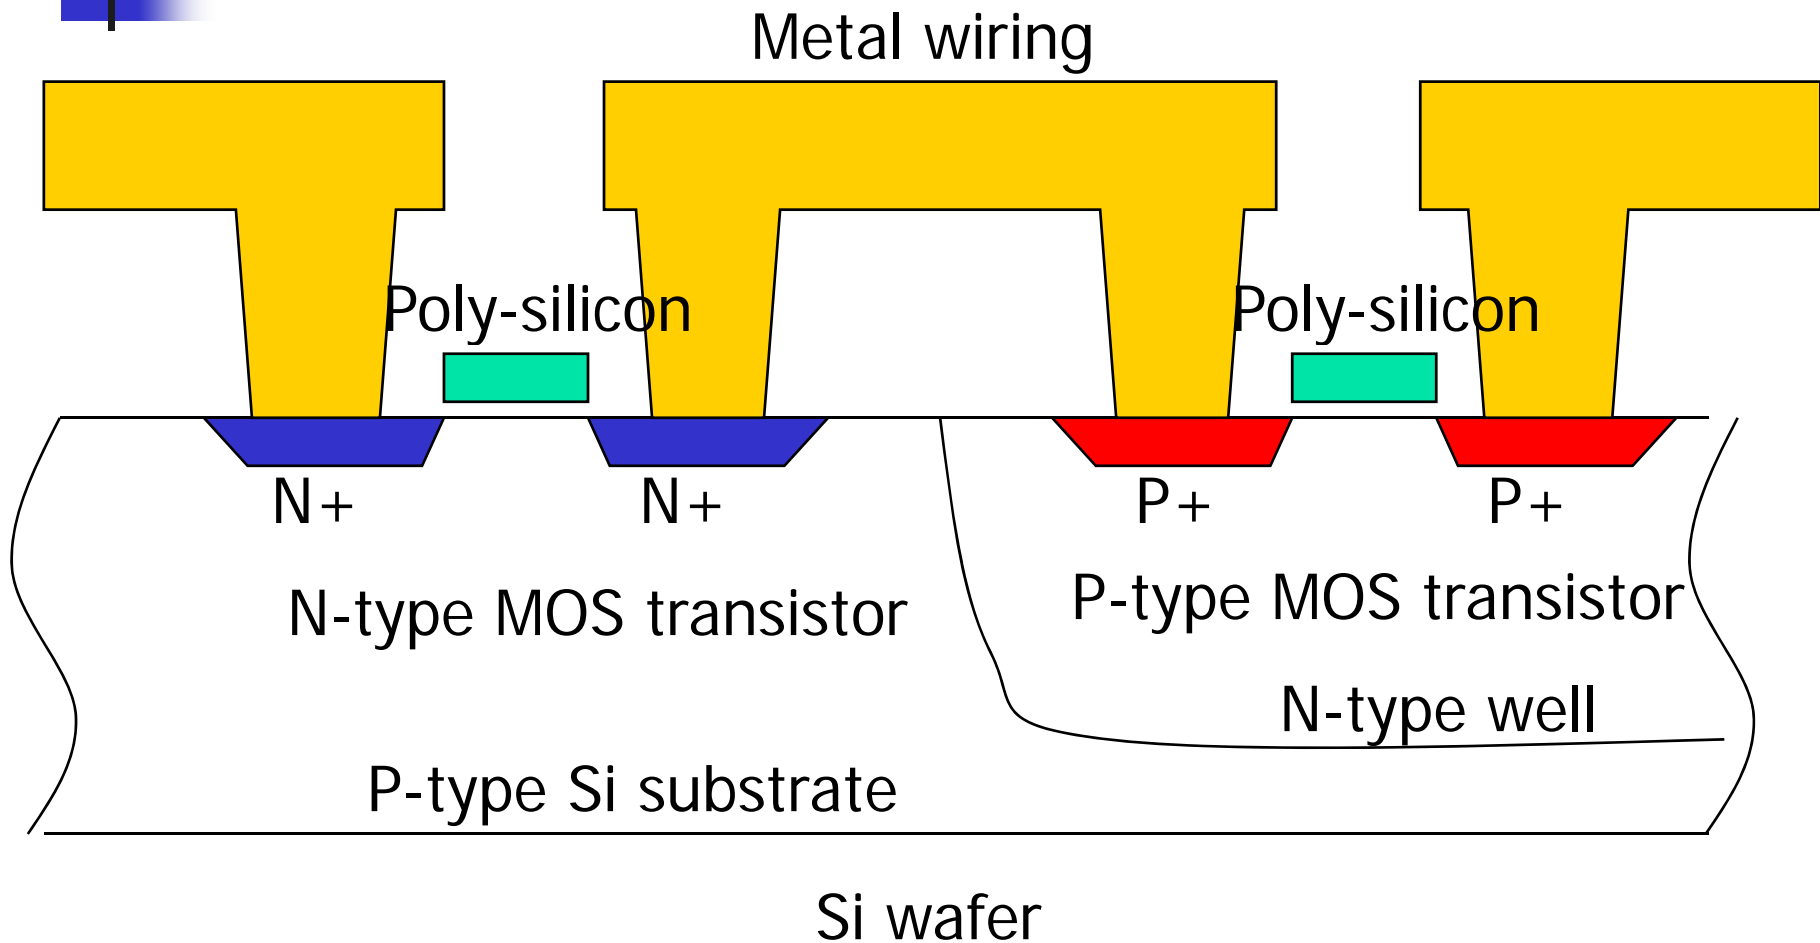 Metal wiring
Poly-silicon
Poly-silicon
N+
N+
P+
P+
N-type MOS transistor
P-type MOS transistor
N-type well
P-type Si substrate
Si wafer